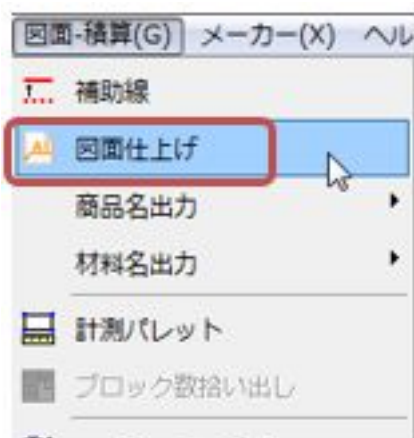 図面-積算(G) メーカー(X) ヘル
補助線
図面仕上げ
商品名出力
材料名出力
計測パレット
ブロック数拾い出し